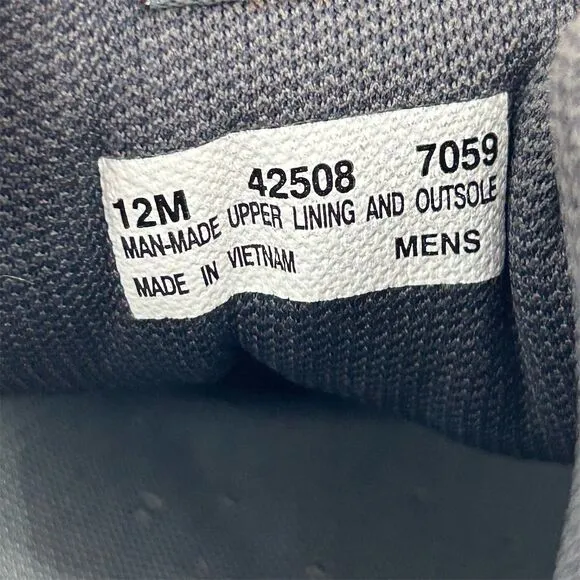 12M 42508 7059
MAN-MADE UPPER LINING AND OUTSOLE
MADE IN VIETNAM MENS